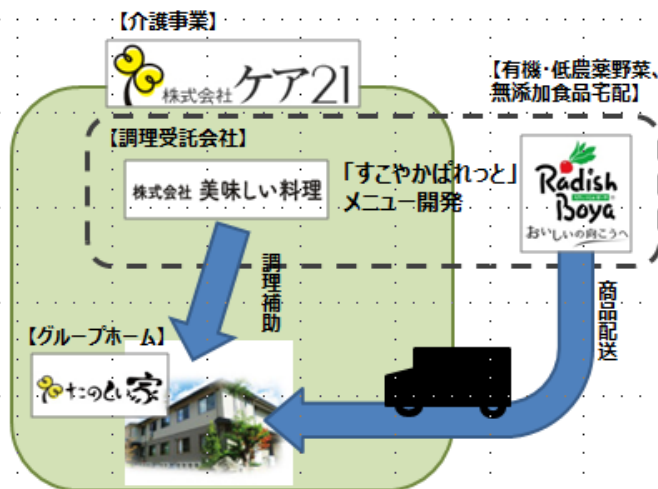 【介護事業】
株式会社 ケア21
【有機・低農薬野菜、
無添加食品宅配】
【調理受託会社】
株式会社 美味しい料理
「すこやかぱれっと」
メニュー開発
Radish
Boya
おいしいの向こうへ
調理補助
商品配送
【グループホーム】
たのしい家